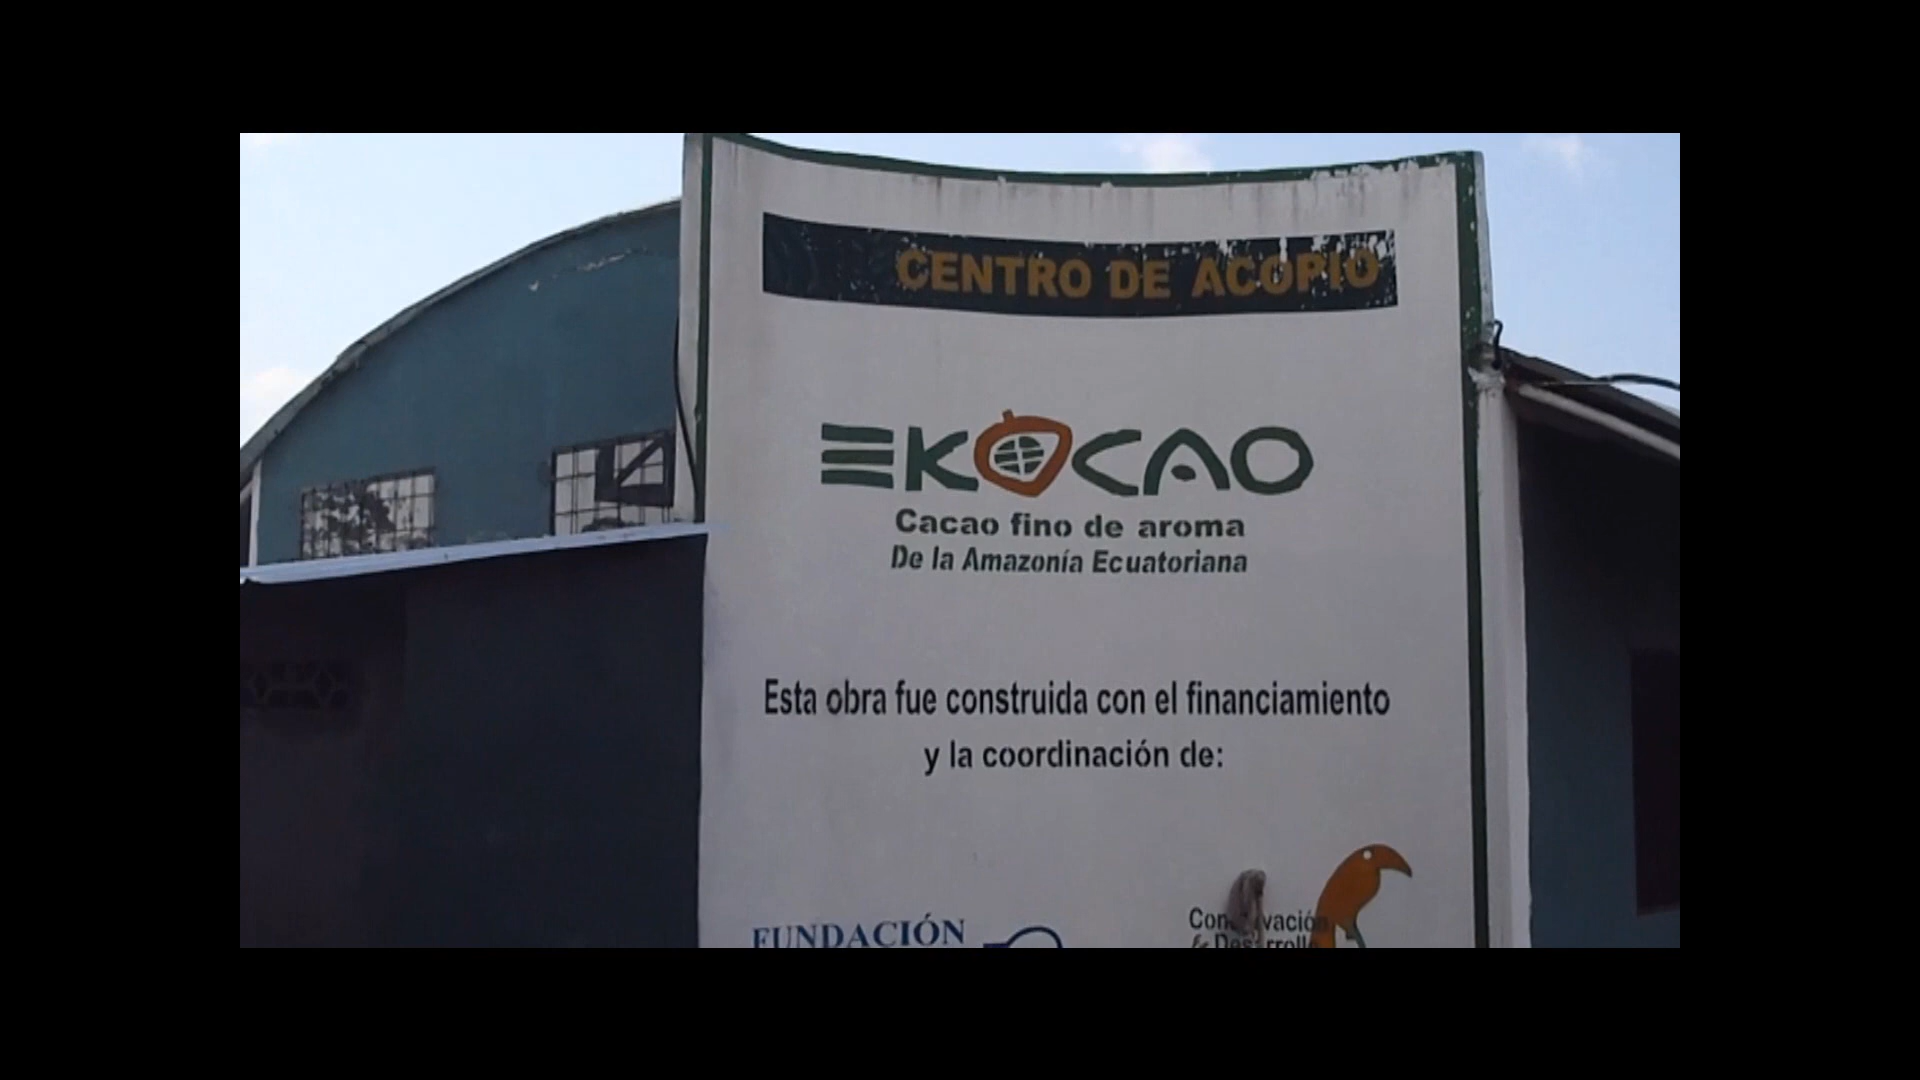 CENTRO DE ACOPIO
EKOCAO
Cacao fino de aroma
De la Amazonía Ecuatoriana
Esta obra fue construida con el financiamiento
y la coordinación de:
FUNDACIÓN